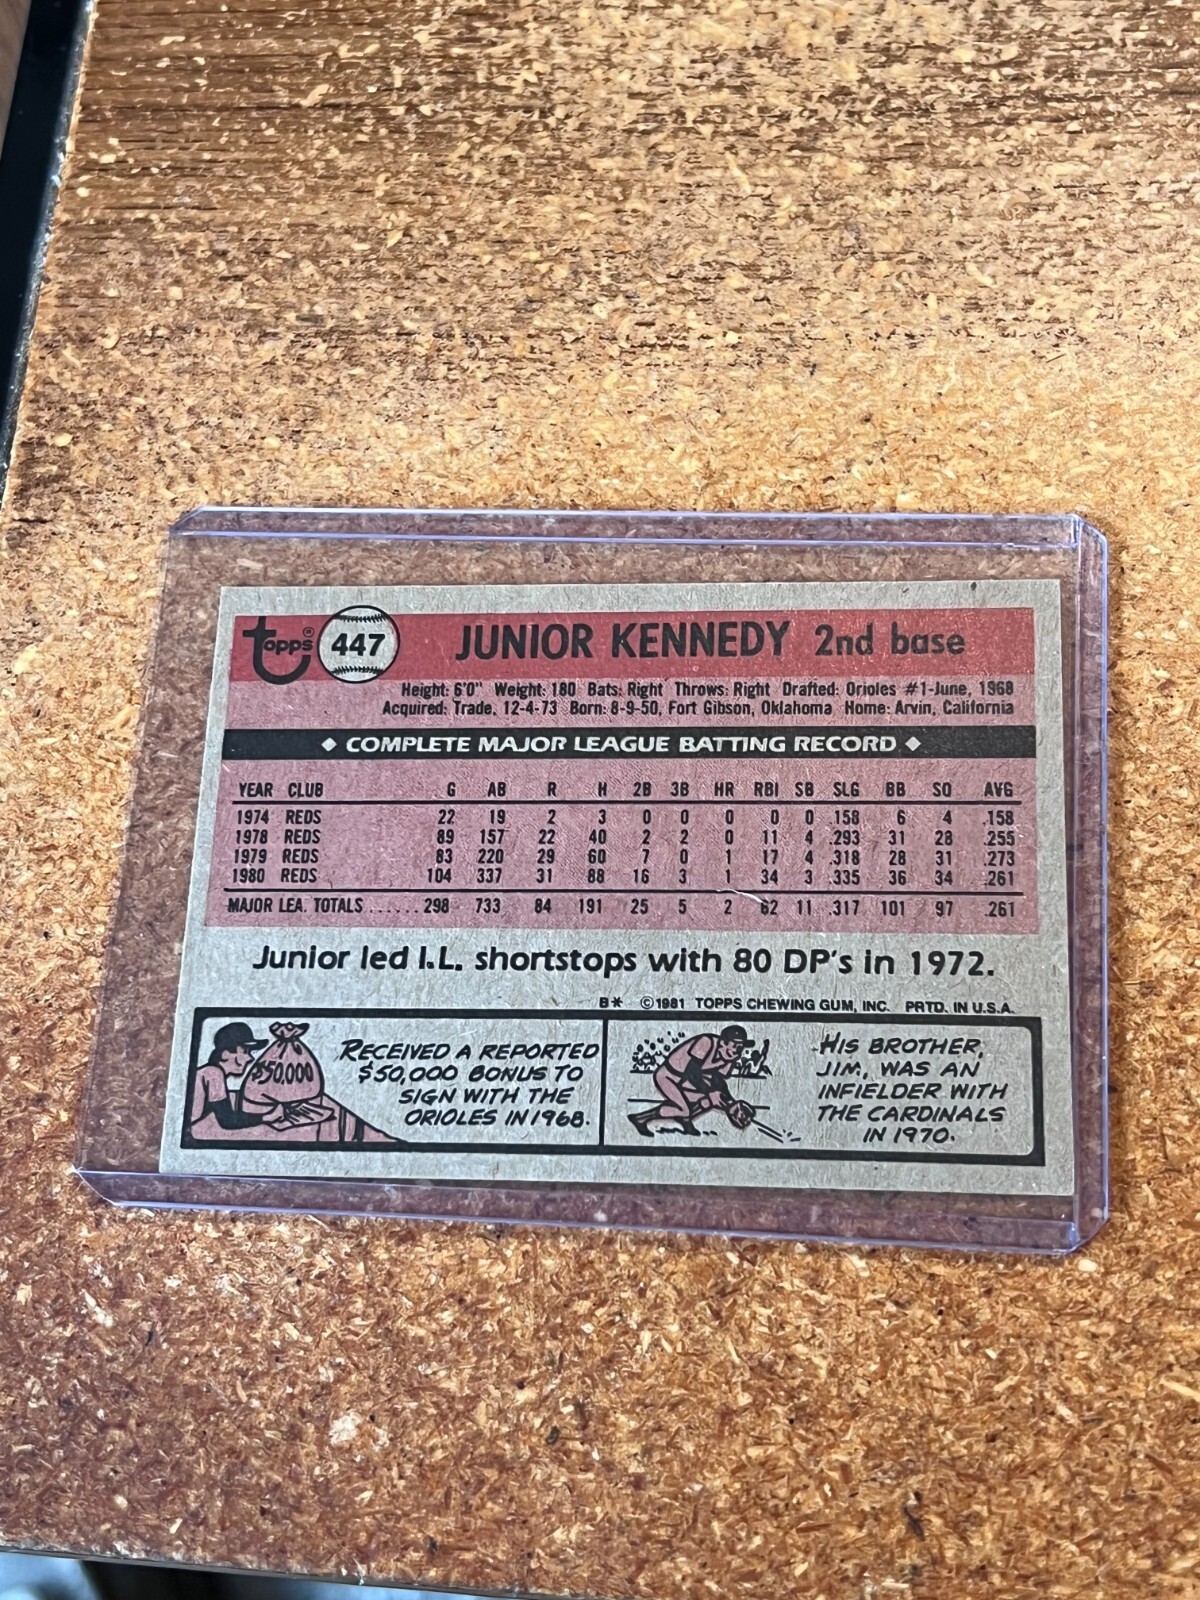 topps® 447 JUNIOR KENNEDY 2nd base
Height: 6'0" Weight: 180 Bats: Right Throws: Right Drafted: Orioles #1-June, 1968
Acquired: Trade, 12-4-73 Born: 8-9-50, Fort Gibson, Oklahoma Home: Arvin, California
◆ COMPLETE MAJOR LEAGUE BATTING RECORD ◆
YEAR CLUB G AB R H 2B 3B HR RBI SB SLG BB SO AVG
1974 REDS 22 19 2 3 0 0 0 0 0 .158 6 4 .158
1978 REDS 89 157 22 40 2 2 0 11 4 .293 31 28 .255
1979 REDS 83 220 29 60 7 0 1 17 4 .318 28 31 .273
1980 REDS 104 337 31 88 16 3 1 34 3 .335 36 34 .261
MAJOR LEA. TOTALS ...... 298 733 84 191 25 5 2 62 11 .317 101 97 .261
Junior led I.L. shortstops with 80 DP's in 1972.
B* ©1981 TOPPS CHEWING GUM, INC. PRTD. IN U.S.A.
$50,000
RECEIVED A REPORTED
$50,000 BONUS TO
SIGN WITH THE
ORIOLES IN 1968.
HIS BROTHER,
JIM, WAS AN
INFIELDER WITH
THE CARDINALS
IN 1970.